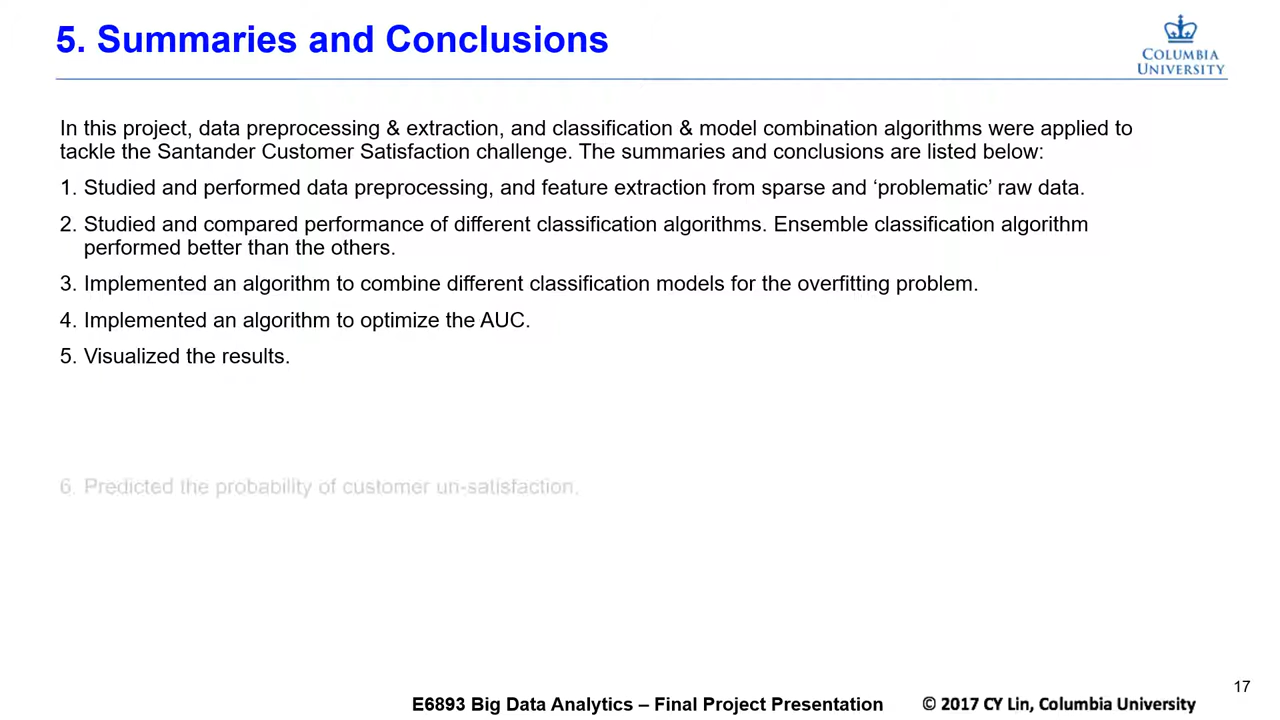 5. Summaries and Conclusions
COLUMBIA
UNIVERSITY
In this project, data preprocessing & extraction, and classification & model combination algorithms were applied to
tackle the Santander Customer Satisfaction challenge. The summaries and conclusions are listed below:
1. Studied and performed data preprocessing, and feature extraction from sparse and ‘problematic’ raw data.
2. Studied and compared performance of different classification algorithms. Ensemble classification algorithm
performed better than the others.
3. Implemented an algorithm to combine different classification models for the overfitting problem.
4. Implemented an algorithm to optimize the AUC.
5. Visualized the results.
6. Predicted the probability of customer un-satisfaction.
17
E6893 Big Data Analytics – Final Project Presentation
© 2017 CY Lin, Columbia University